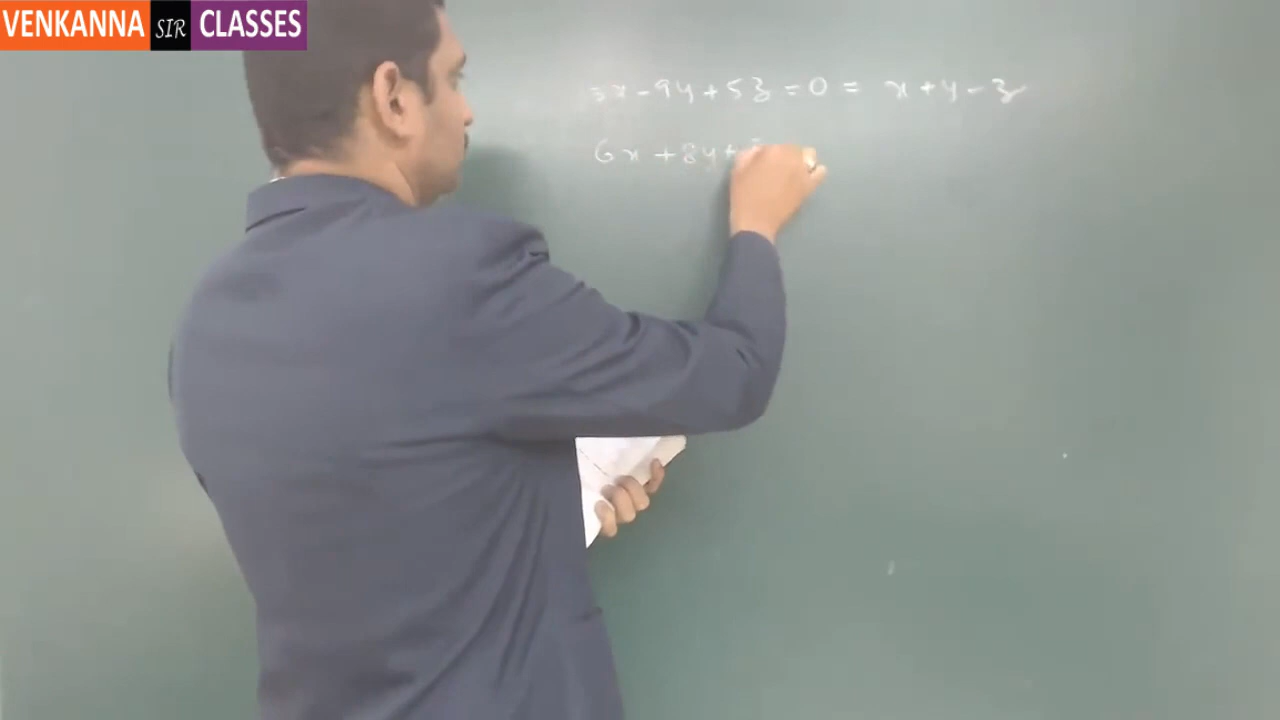 VENKANNA SIR CLASSES
3x - 9y + 5z = 0 = x + y - z
6x + 8y +